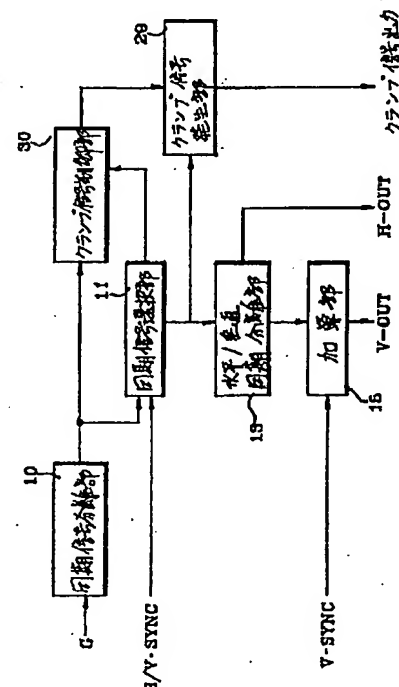 30
クランプ信号制御部
29
クランプ信号
発生部
11
同期信号選択部
10
同期信号分離部
G
H/V-SYNC
水平/垂直
同期分離部
13
加算部
15
V-SYNC
V-OUT
H-OUT
クランプ信号出力